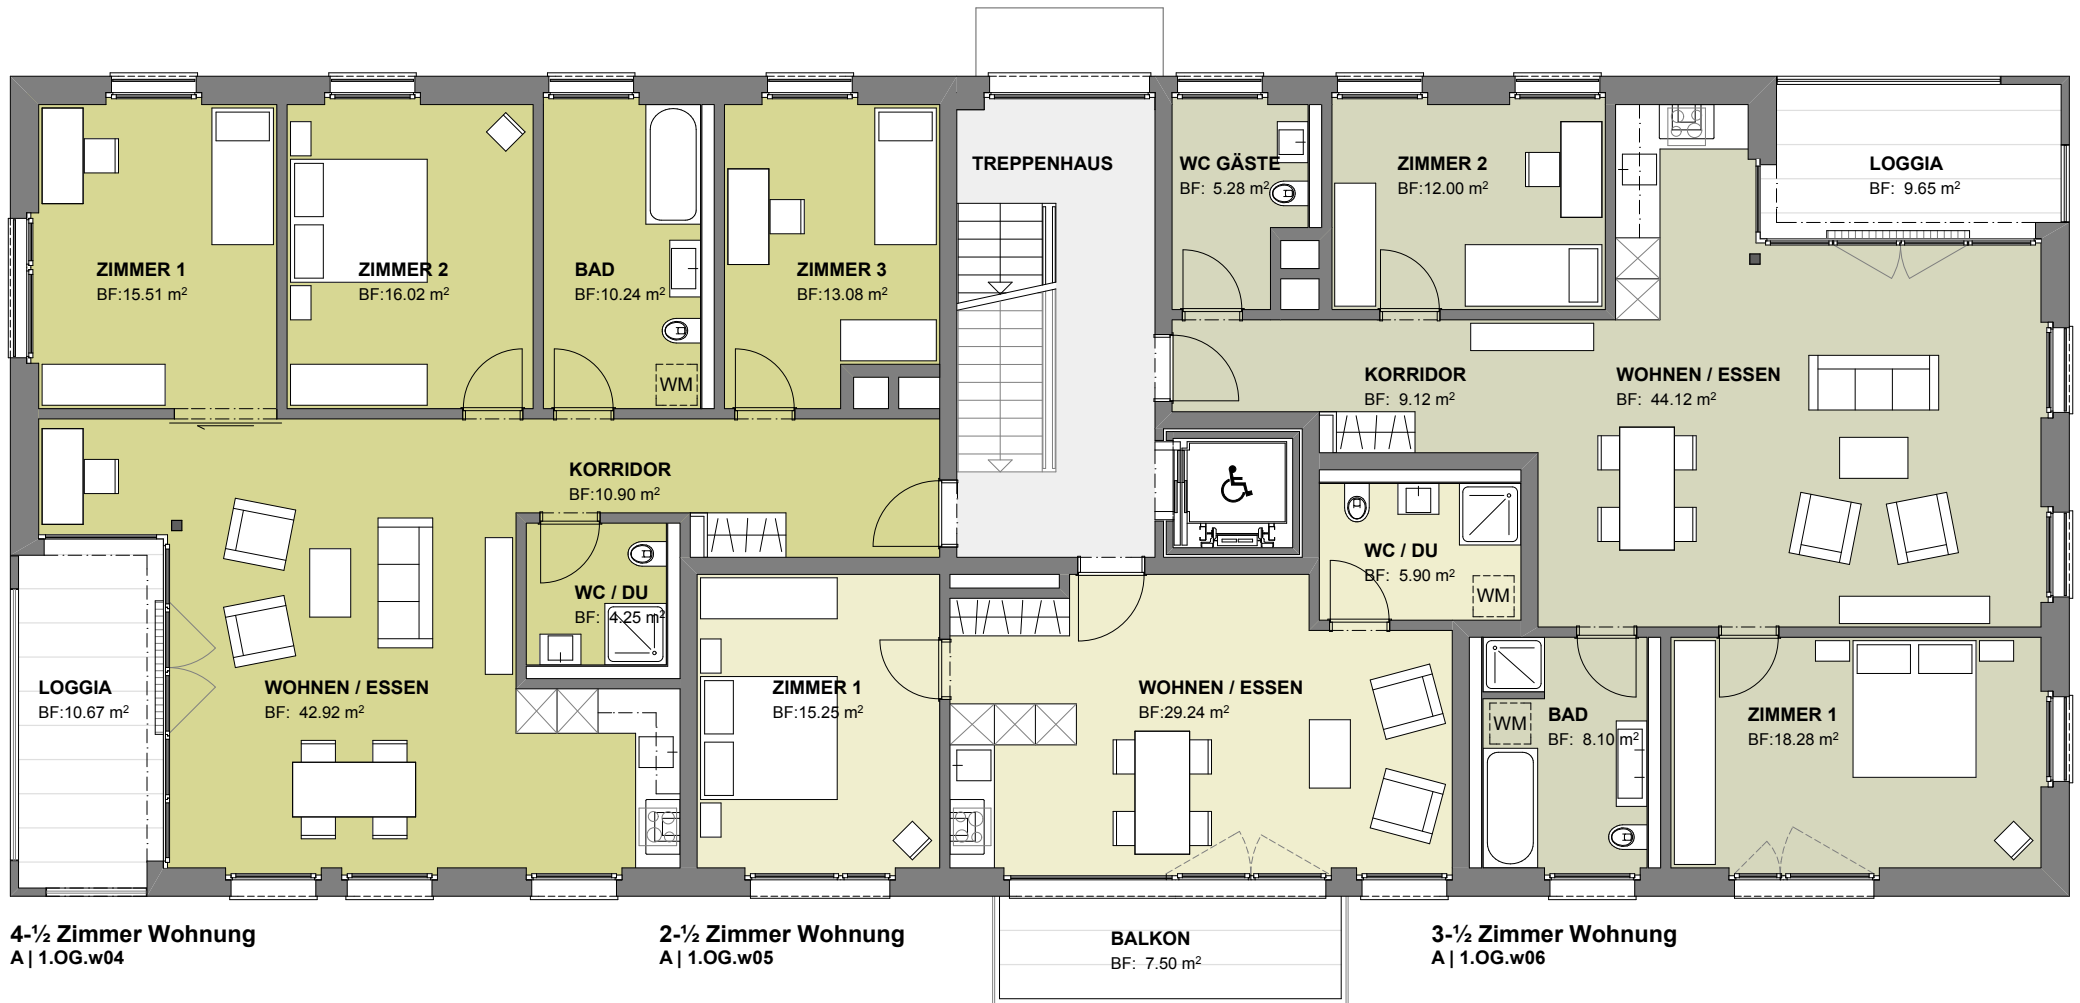 TREPPENHAUS
WC GÄSTE
BF: 5.28 m²
ZIMMER 2
BF:12.00 m²
LOGGIA
BF: 9.65 m²
ZIMMER 1
BF:15.51 m²
ZIMMER 2
BF:16.02 m²
BAD
BF:10.24 m²
ZIMMER 3
BF:13.08 m²
WM
KORRIDOR
BF: 9.12 m²
WOHNEN / ESSEN
BF: 44.12 m²
KORRIDOR
BF:10.90 m²
WC / DU
BF: 5.90 m²
WM
WC / DU
BF: 4.25 m²
LOGGIA
BF:10.67 m²
WOHNEN / ESSEN
BF: 42.92 m²
ZIMMER 1
BF:15.25 m²
WOHNEN / ESSEN
BF:29.24 m²
WM
BAD
BF: 8.10 m²
ZIMMER 1
BF:18.28 m²
4-½ Zimmer Wohnung
A | 1.OG.w04
2-½ Zimmer Wohnung
A | 1.OG.w05
BALKON
BF: 7.50 m²
3-½ Zimmer Wohnung
A | 1.OG.w06